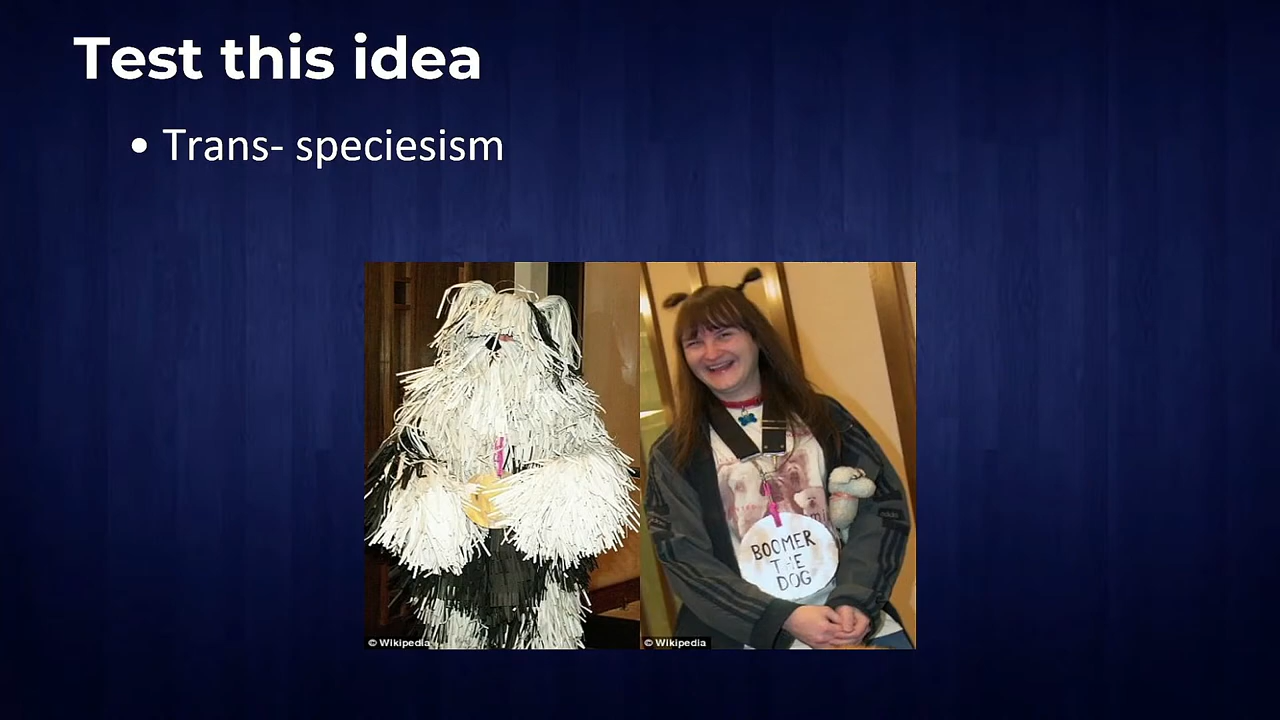 Test this idea
• Trans- speciesism
BOOMER
THE
DOG
© Wikipedia
© Wikipedia